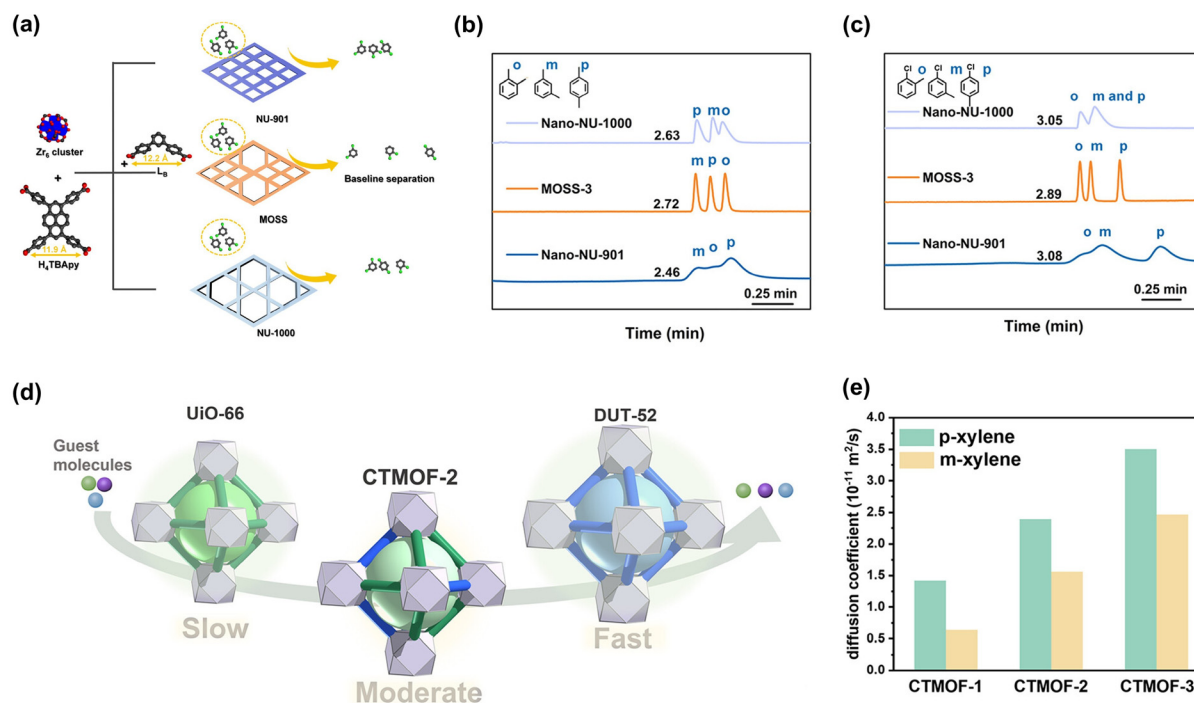 (a)
Zr6 cluster
+
H4TBApy
11.9 Å
+
12.2 Å
LB
NU-901
MOSS
Baseline separation
NU-1000
(b)
o
m
p
Nano-NU-1000
2.63
p
m
o
MOSS-3
2.72
m
p
o
Nano-NU-901
2.46
m
o
p
0.25 min
Time (min)
(c)
Cl
o
Cl
m
Cl
p
Nano-NU-1000
3.05
o
m and p
MOSS-3
2.89
o
m
p
Nano-NU-901
3.08
o
m
p
0.25 min
Time (min)
(d)
UiO-66
Guest
molecules
Slow
CTMOF-2
Moderate
DUT-52
Fast
(e)
diffusion coefficient (10⁻¹¹ m²/s)
4.0
3.5
3.0
2.5
2.0
1.5
1.0
0.5
0.0
p-xylene
m-xylene
CTMOF-1
CTMOF-2
CTMOF-3